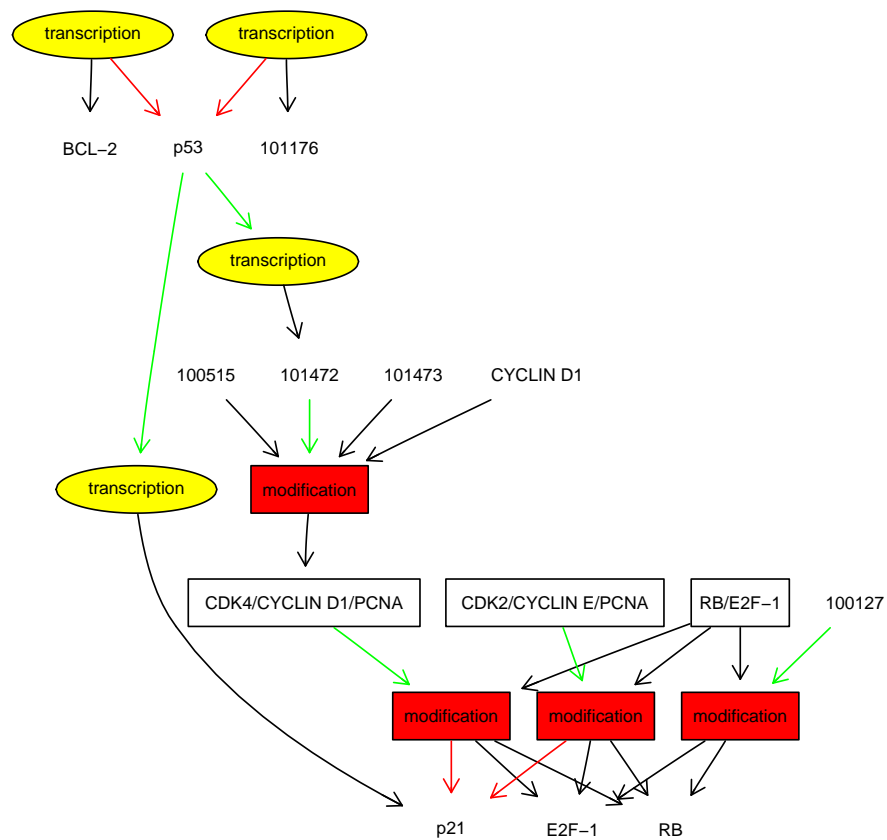 transcription transcription
BCL−2 p53 101176
transcription
100515 101472 101473 CYCLIN D1
transcription modification
CDK4/CYCLIN D1/PCNA CDK2/CYCLIN E/PCNA RB/E2F−1 100127
modification modification modification
p21 E2F−1 RB